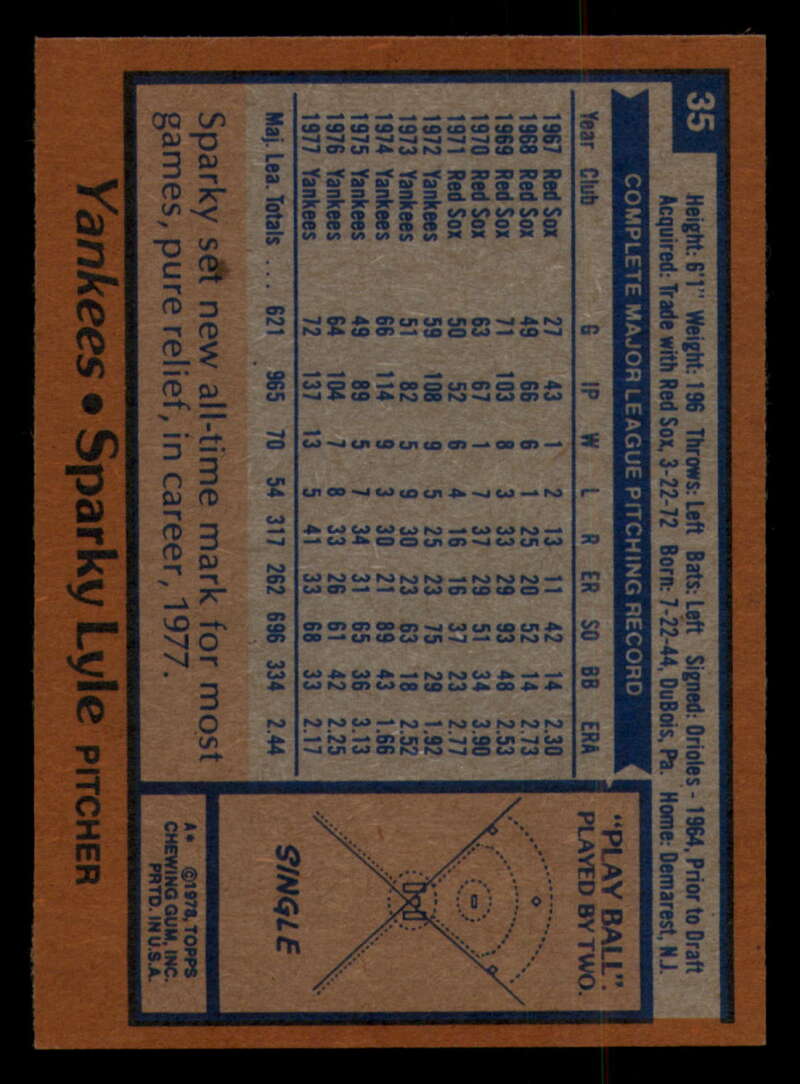 35
Height: 6'1" Weight: 196 Throws: Left Bats: Left Signed: Orioles - 1964, Prior to Draft
Acquired: Trade with Red Sox, 3-22-72 Born: 7-22-44, DuBois, Pa. Home: Demarest, N.J.
COMPLETE MAJOR LEAGUE PITCHING RECORD
Year Club G IP W L R ER SO BB ERA
1967 Red Sox 27 43 1 2 13 11 42 14 2.30
1968 Red Sox 49 66 6 1 25 20 52 14 2.73
1969 Red Sox 71 103 8 3 33 29 93 48 2.53
1970 Red Sox 63 67 1 7 37 29 51 34 3.90
1971 Red Sox 50 52 6 4 16 16 37 23 2.77
1972 Yankees 59 108 9 5 25 23 75 29 1.92
1973 Yankees 51 82 5 9 30 23 63 18 2.52
1974 Yankees 66 114 9 3 30 21 89 43 1.66
1975 Yankees 49 89 5 7 34 31 65 36 3.13
1976 Yankees 64 104 7 8 33 26 61 42 2.25
1977 Yankees 72 137 13 5 41 33 68 33 2.17
Maj. Lea. Totals .... 621 965 70 54 317 262 696 334 2.44
Sparky set new all-time mark for most
games, pure relief, in career, 1977.
"PLAY BALL".
PLAYED BY TWO.
SINGLE
A* ©1978, TOPPS
CHEWING GUM, INC.
PRTD. IN U.S.A.
Yankees • Sparky Lyle PITCHER